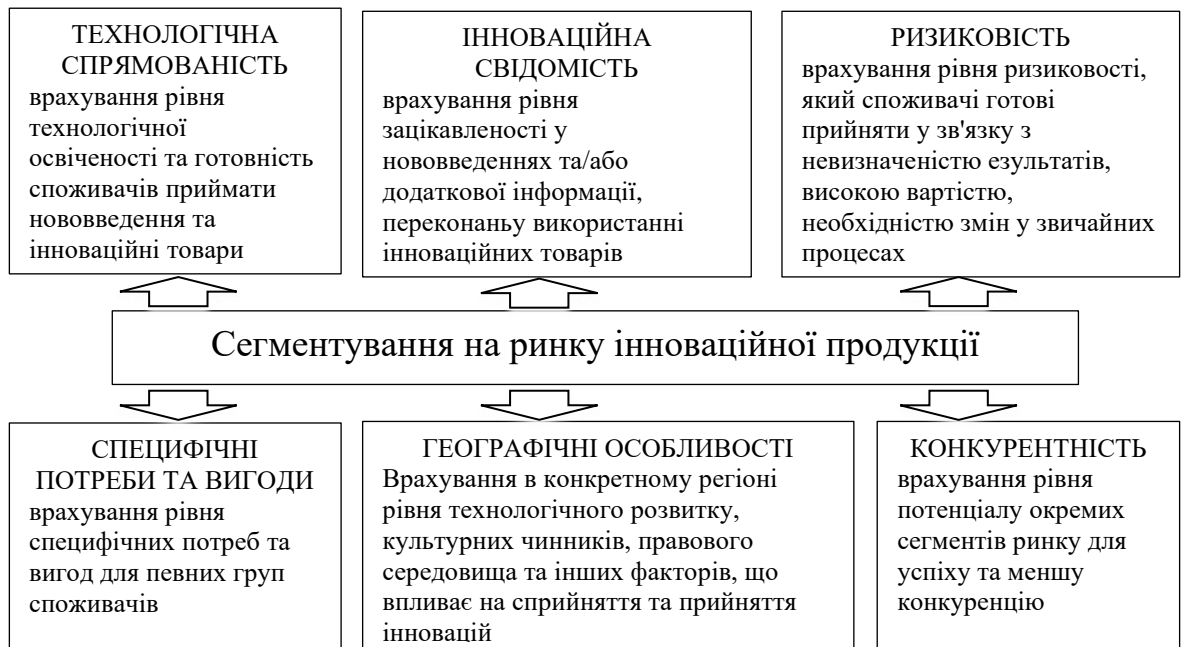 ТЕХНОЛОГІЧНА
СПРЯМОВАНІСТЬ
врахування рівня
технологічної
освіченості та готовність
споживачів приймати
нововведення та
інноваційні товари
ІННОВАЦІЙНА
СВІДОМІСТЬ
врахування рівня
зацікавленості у
нововведеннях та/або
додаткової інформації,
переконаньу використанні
інноваційних товарів
РИЗИКОВІСТЬ
врахування рівня ризиковості,
який споживачі готові
прийняти у зв'язку з
невизначеністю езультатів,
високою вартістю,
необхідністю змін у звичайних
процесах
Сегментування на ринку інноваційної продукції
СПЕЦИФІЧНІ
ПОТРЕБИ ТА ВИГОДИ
врахування рівня
специфічних потреб та
вигод для певних груп
споживачів
ГЕОГРАФІЧНІ ОСОБЛИВОСТІ
Врахування в конкретному регіоні
рівня технологічного розвитку,
культурних чинників, правового
середовища та інших факторів, що
впливає на сприйняття та прийняття
інновацій
КОНКУРЕНТНІСТЬ
врахування рівня
потенціалу окремих
сегментів ринку для
успіху та меншу
конкуренцію